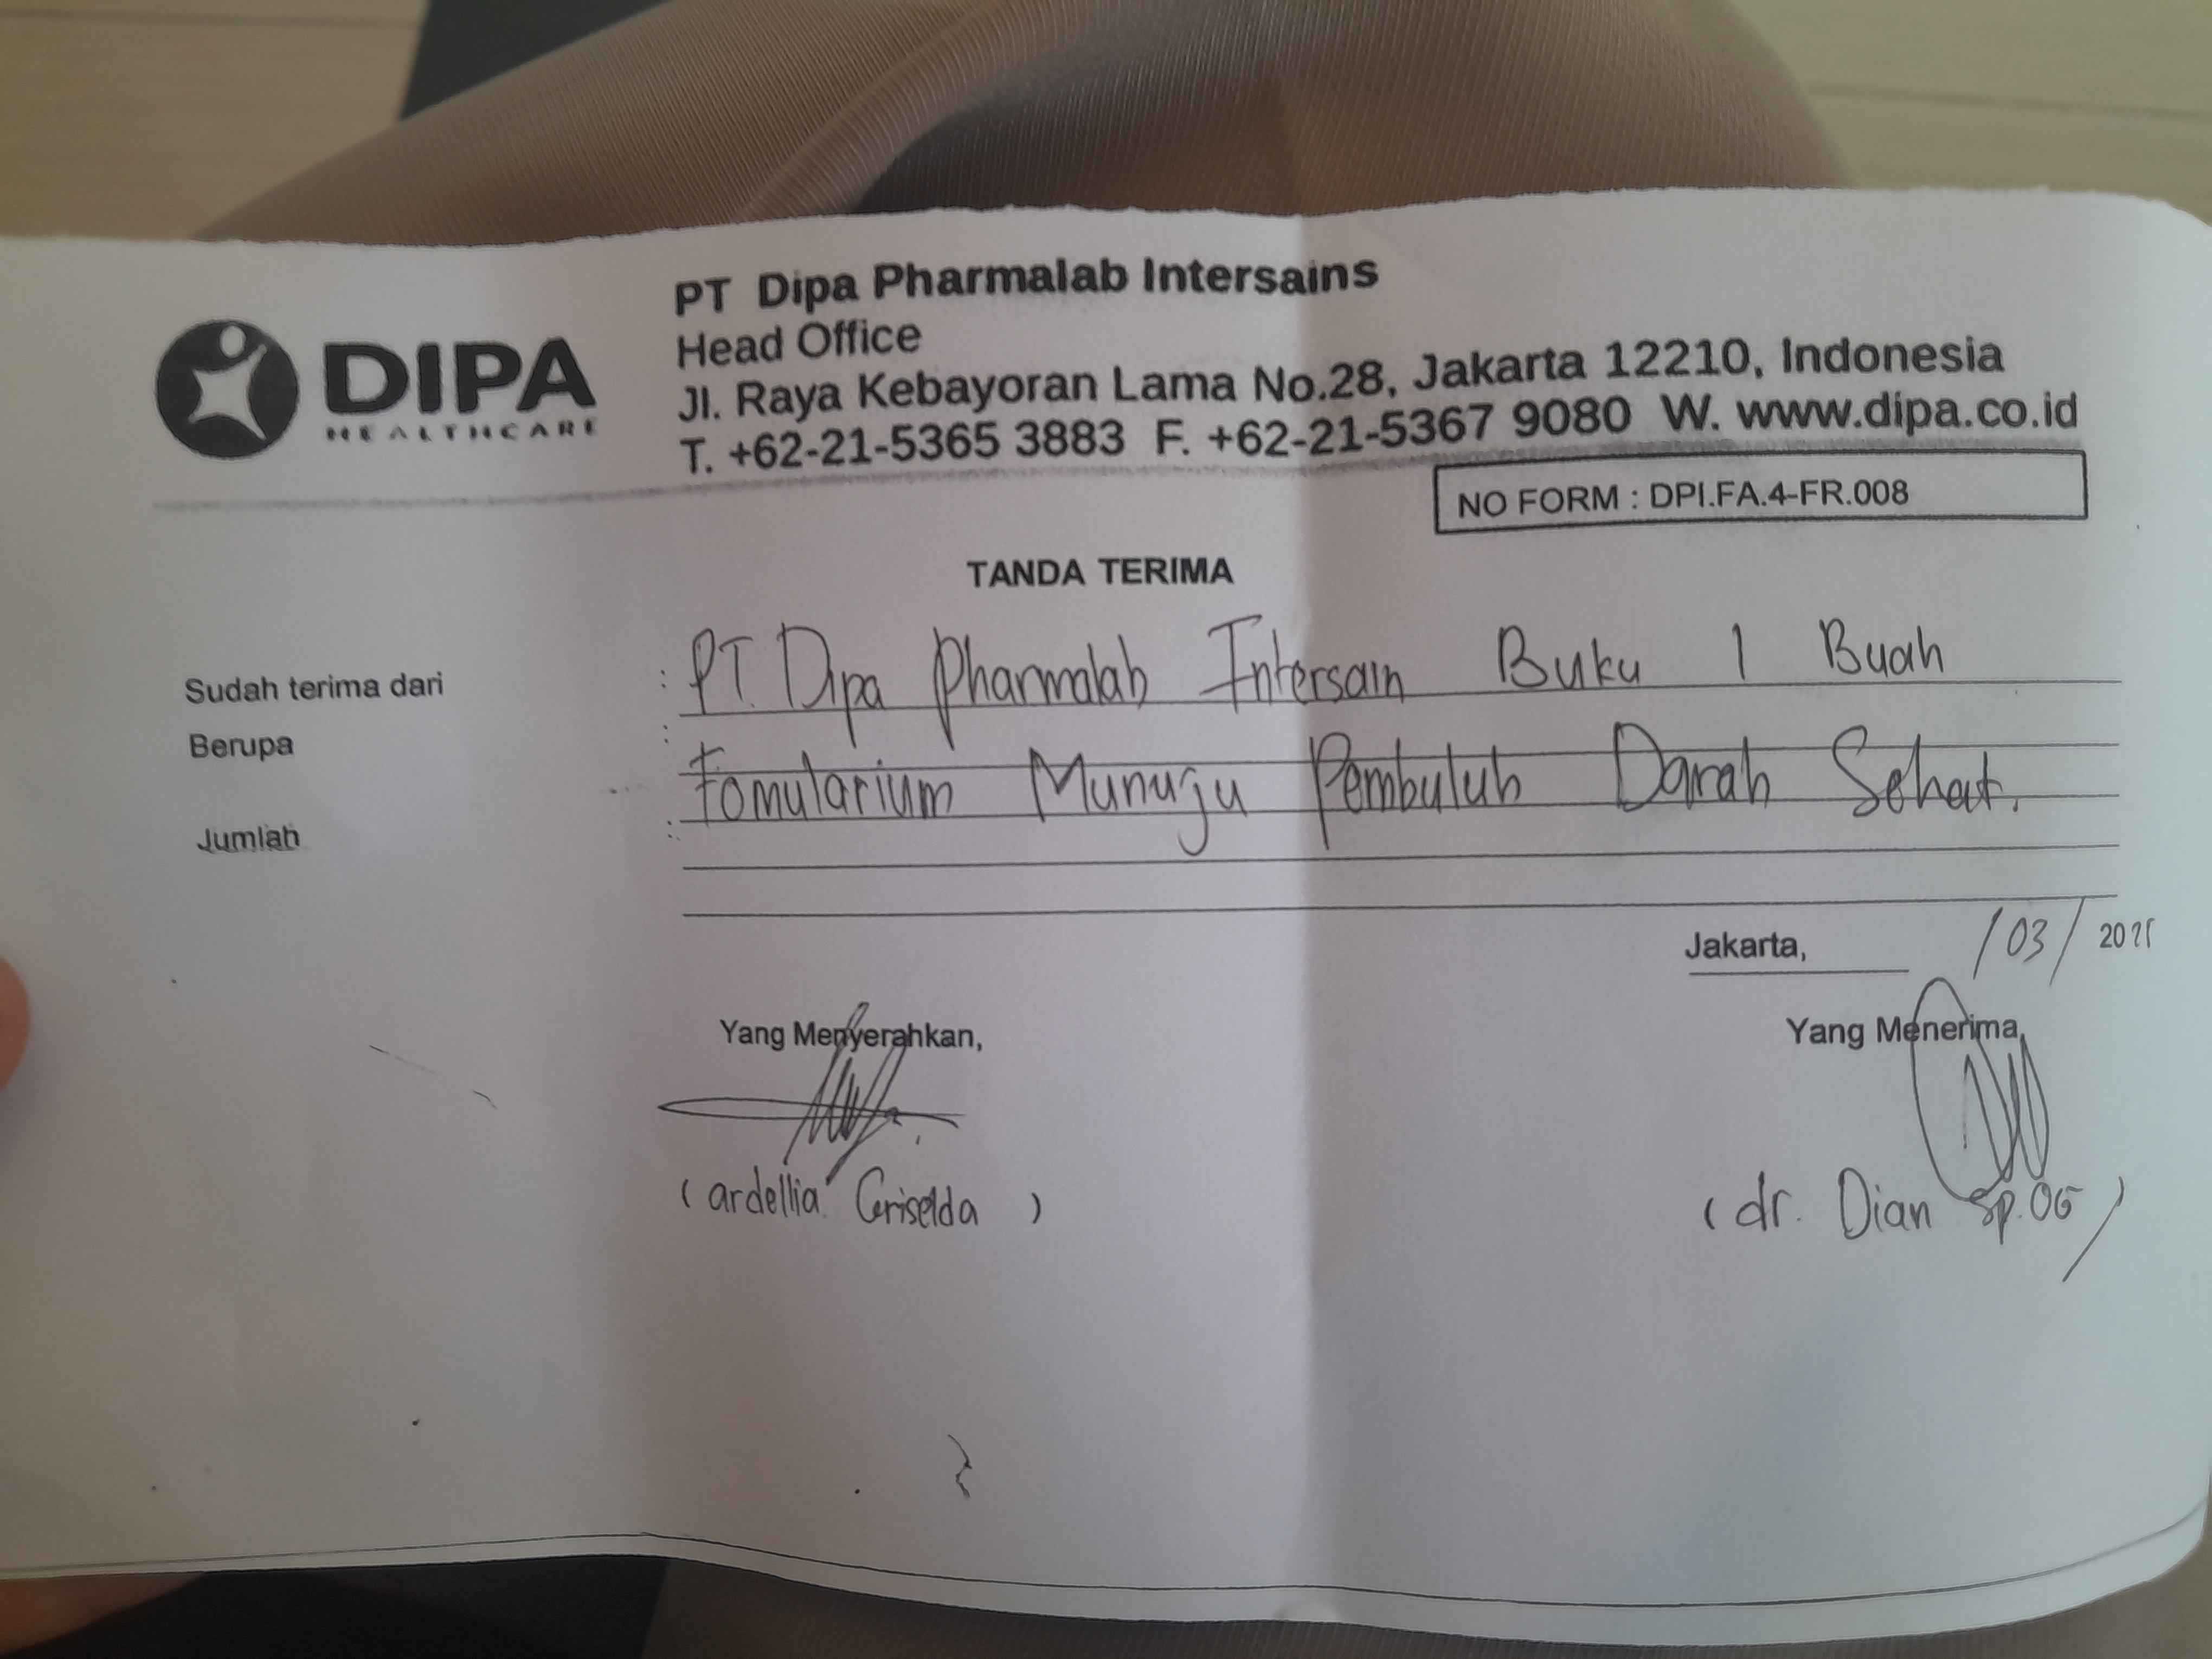 DIPA
HEALTHCARE
PT Dipa Pharmalab Intersains
Head Office
Jl. Raya Kebayoran Lama No.28, Jakarta 12210, Indonesia
T. +62-21-5365 3883 F. +62-21-5367 9080 W. www.dipa.co.id
NO FORM : DPI.FA.4-FR.008
TANDA TERIMA
Sudah terima dari : PT. Dipa Pharmalab Intersain Buku 1 Buah
Berupa : Fomularium Munuju Pembuluh Darah Sehat.
Jumlah :
Jakarta, /03/
Yang Menyerahkan,
Yang Menerima,
(ardellia Griselda)
(dr. Dian Sp.OG)